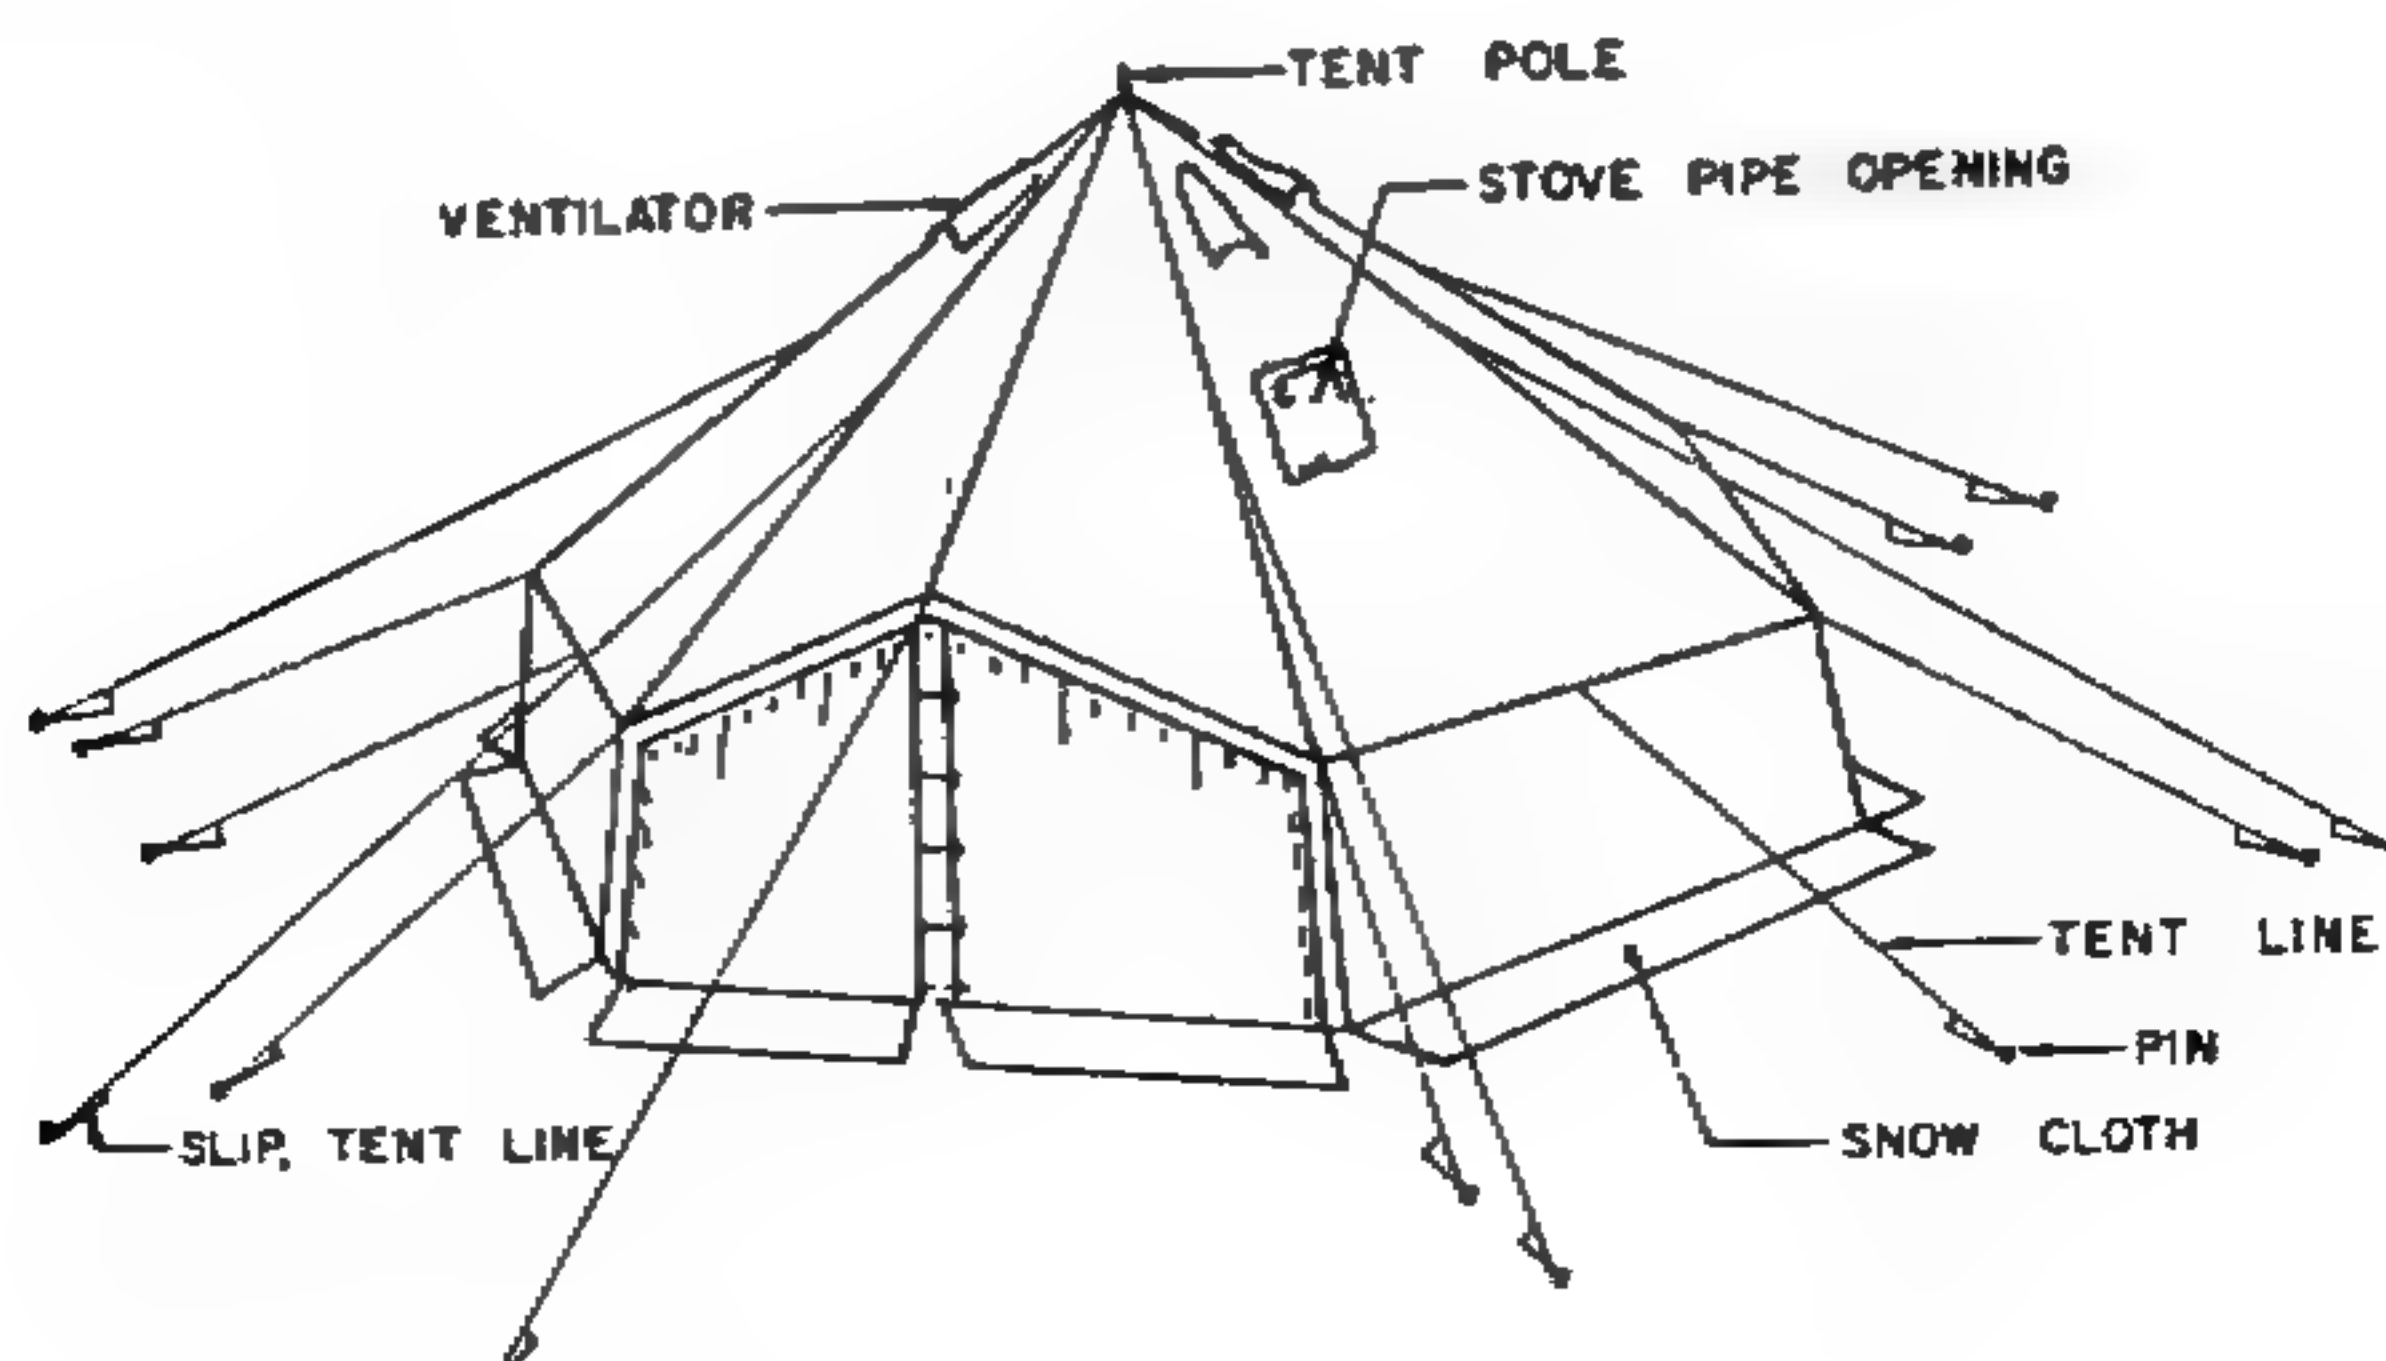 TENT POLE
STOVE PIPE OPENING
VENTILATOR
TENT LINE
PIN
SLIP, TENT LINE
SNOW CLOTH